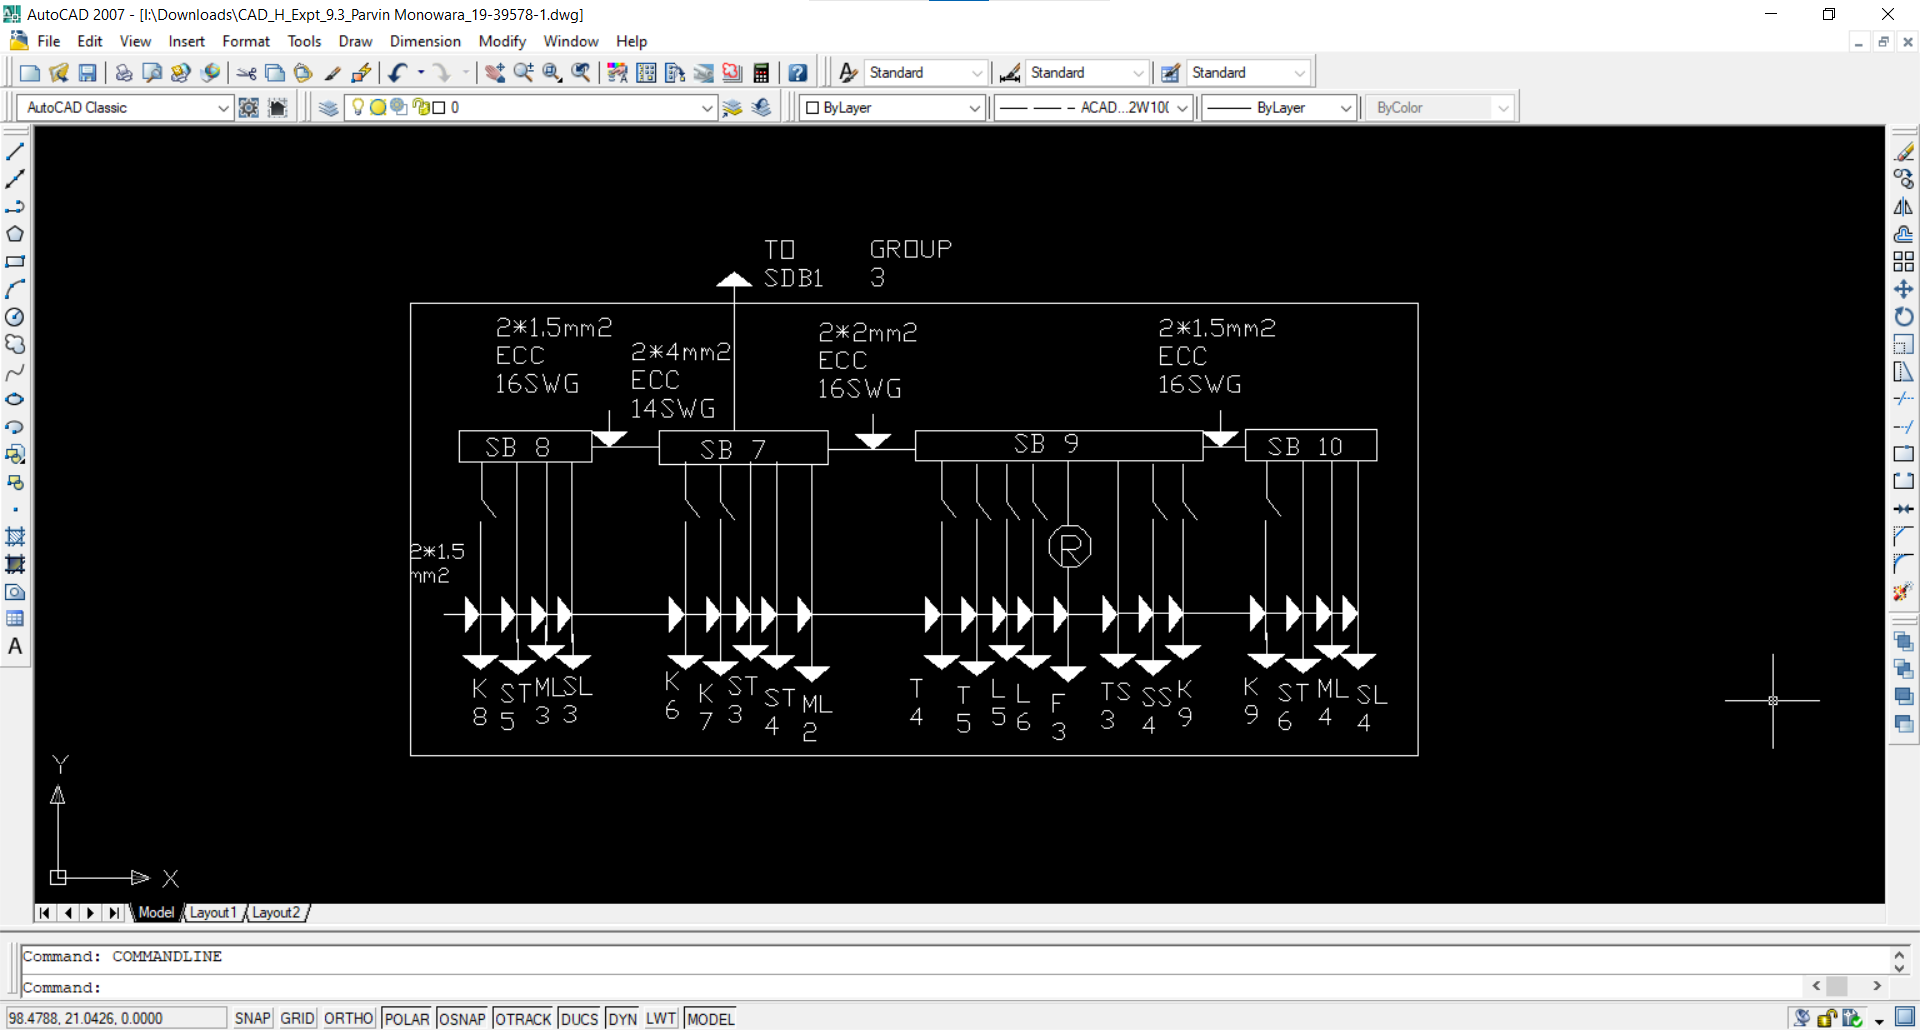 AutoCAD 2007 - [I:\Downloads\CAD_H_Expt_9.3_Parvin Monowara_19-39578-1.dwg]
File Edit View Insert Format Tools Draw Dimension Modify Window Help
Standard Standard Standard
AutoCAD Classic 0 ByLayer ACAD...2W100 ByLayer ByColor
TO GROUP
SDB1 3
2*1.5mm2
ECC
16SWG
2*4mm2
ECC
14SWG
2*2mm2
ECC
16SWG
2*1.5mm2
ECC
16SWG
SB 8 SB 7 SB 9 SB 10
R
2*1.5
mm2
K ST ML SL K K ST ST ML T T L L F TS SS K K ST ML SL
8 5 3 3 6 7 3 4 2 4 5 5 6 3 3 4 9 9 6 4 4
Y
X
Model Layout1 Layout2
Command: COMMANDLINE
Command:
98.4788, 21.0426, 0.0000 SNAP GRID ORTHO POLAR OSNAP OTRACK DUCS DYN LWT MODEL
A